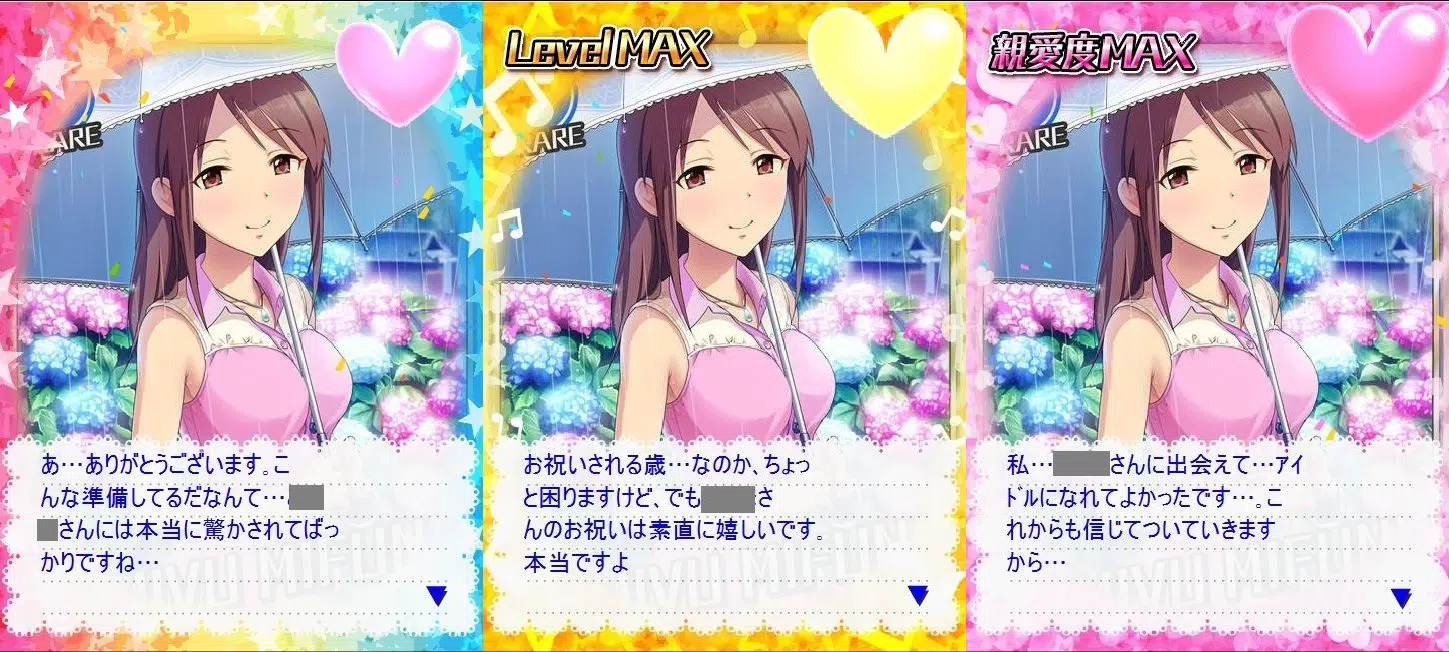 RARE
あ…ありがとうございます。こ
んな準備してるだなんて…
さんには本当に驚かされてばっ
かりですね…
Level MAX
RARE
お祝いされる歳…なのか、ちょっ
と困りますけど、でも さ
んのお祝いは素直に嬉しいです。
本当ですよ
親愛度MAX
RARE
私… さんに出会えて…アイ
ドルになれてよかったです…。こ
れからも信じてついていきます
から…